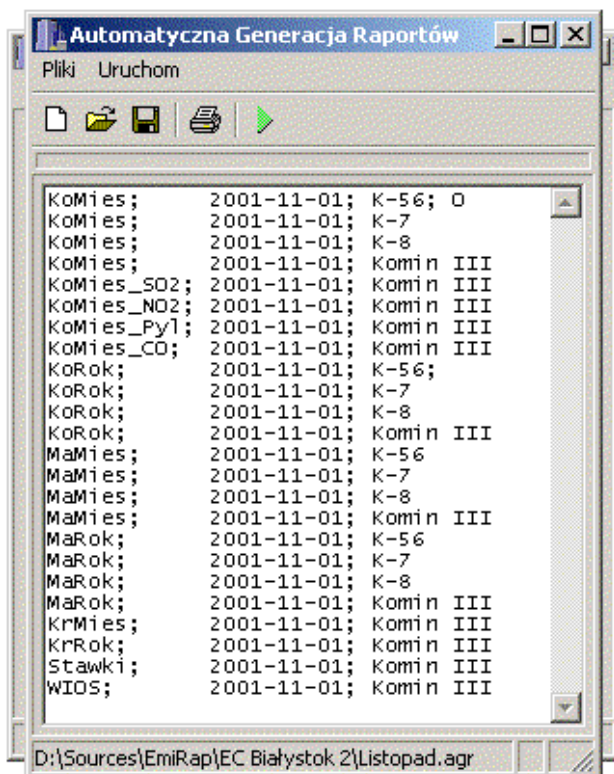 Automatyczna Generacja Raportów
Pliki Uruchom
KoMies; 2001-11-01; K-56; O
KoMies; 2001-11-01; K-7
KoMies; 2001-11-01; K-8
KoMies; 2001-11-01; Komin III
KoMies_SO2; 2001-11-01; Komin III
KoMies_NO2; 2001-11-01; Komin III
KoMies_Pyl; 2001-11-01; Komin III
KoMies_CO; 2001-11-01; Komin III
KoRok; 2001-11-01; K-56;
KoRok; 2001-11-01; K-7
KoRok; 2001-11-01; K-8
KoRok; 2001-11-01; Komin III
MaMies; 2001-11-01; K-56
MaMies; 2001-11-01; K-7
MaMies; 2001-11-01; K-8
MaMies; 2001-11-01; Komin III
MaRok; 2001-11-01; K-56
MaRok; 2001-11-01; K-7
MaRok; 2001-11-01; K-8
MaRok; 2001-11-01; Komin III
KrMies; 2001-11-01; Komin III
KrRok; 2001-11-01; Komin III
Stawki; 2001-11-01; Komin III
WIOS; 2001-11-01; Komin III
D:\Sources\EmiRap\EC Białystok 2\Listopad.agr